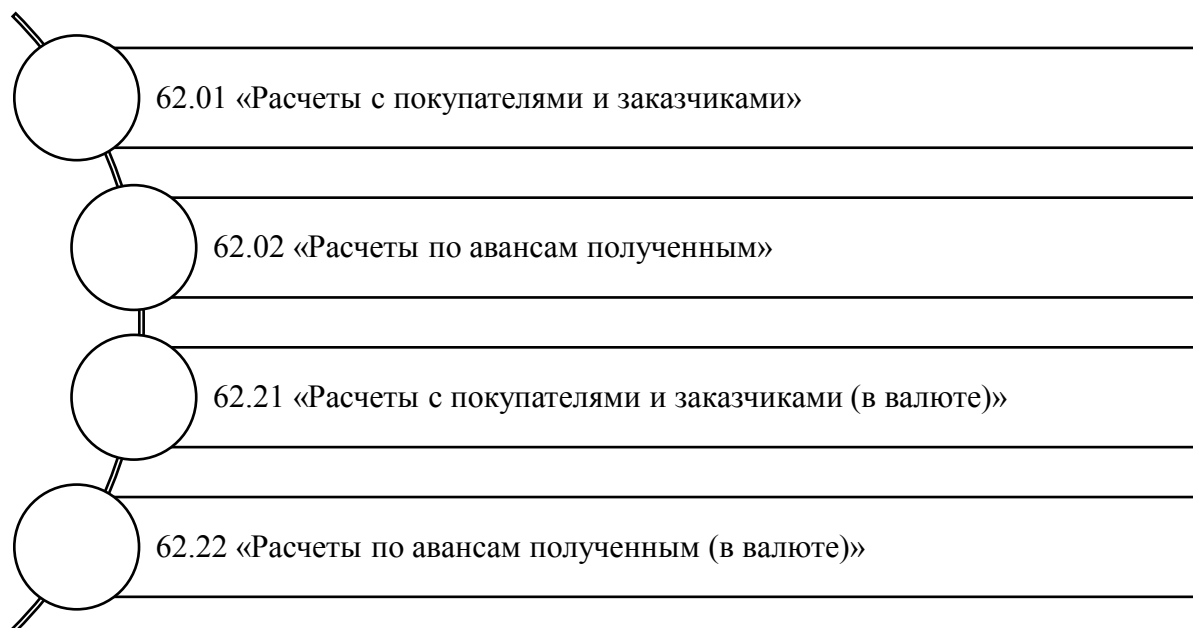 62.01 «Расчеты с покупателями и заказчиками»
62.02 «Расчеты по авансам полученным»
62.21 «Расчеты с покупателями и заказчиками (в валюте)»
62.22 «Расчеты по авансам полученным (в валюте)»